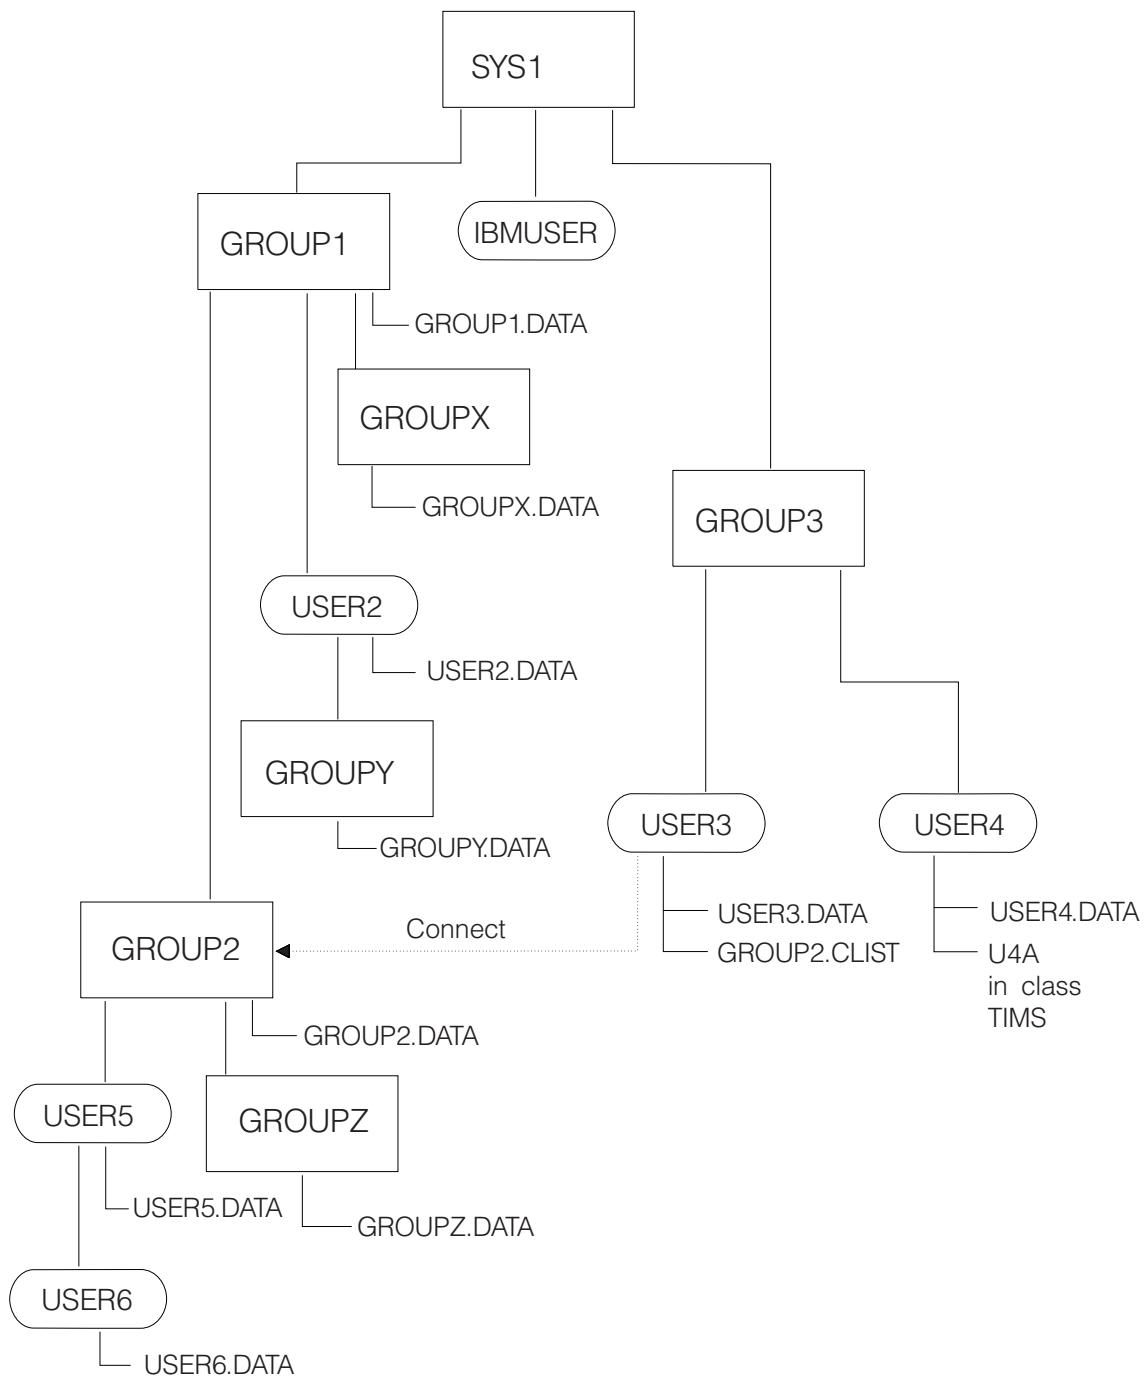 SYS1
GROUP1
IBMUSER
GROUP1.DATA
GROUPX
GROUPX.DATA
GROUP3
USER2
USER2.DATA
GROUPY
GROUPY.DATA
USER3
USER4
USER3.DATA
GROUP2.CLIST
USER4.DATA
U4A
in class
TIMS
Connect
GROUP2
GROUP2.DATA
USER5
GROUPZ
USER5.DATA
GROUPZ.DATA
USER6
USER6.DATA